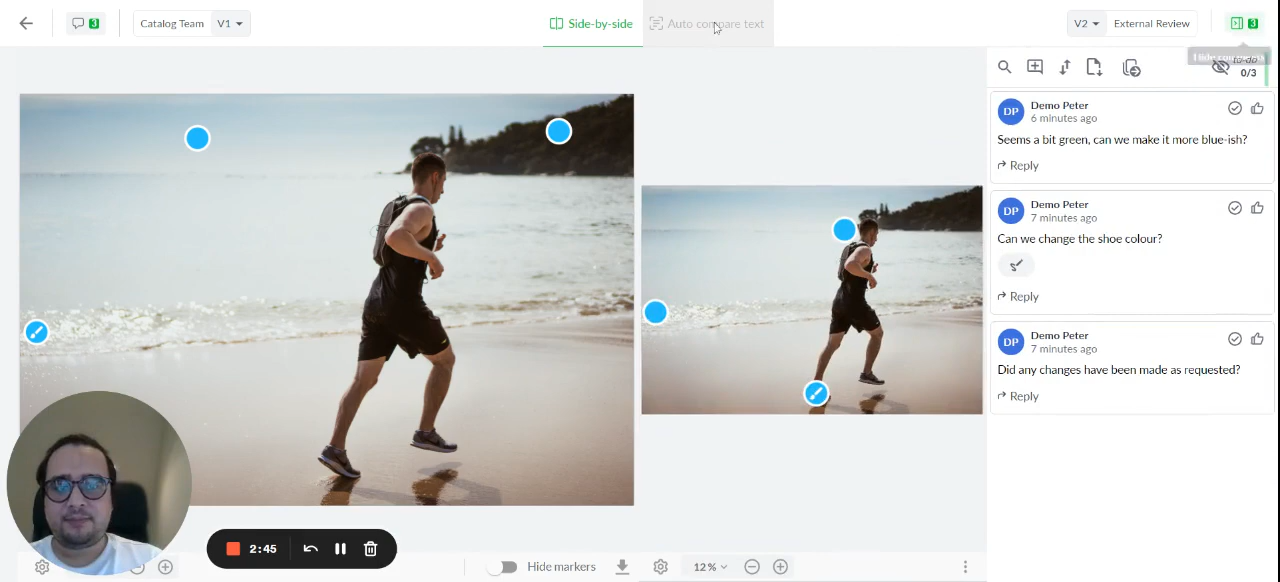 3
Catalog Team V1
Side-by-side
Auto compare text
V2 External Review
3
to-do
0/3
DP Demo Peter
6 minutes ago
Seems a bit green, can we make it more blue-ish?
Reply
DP Demo Peter
7 minutes ago
Can we change the shoe colour?
Reply
DP Demo Peter
7 minutes ago
Did any changes have been made as requested?
Reply
2:45
Hide markers
12%